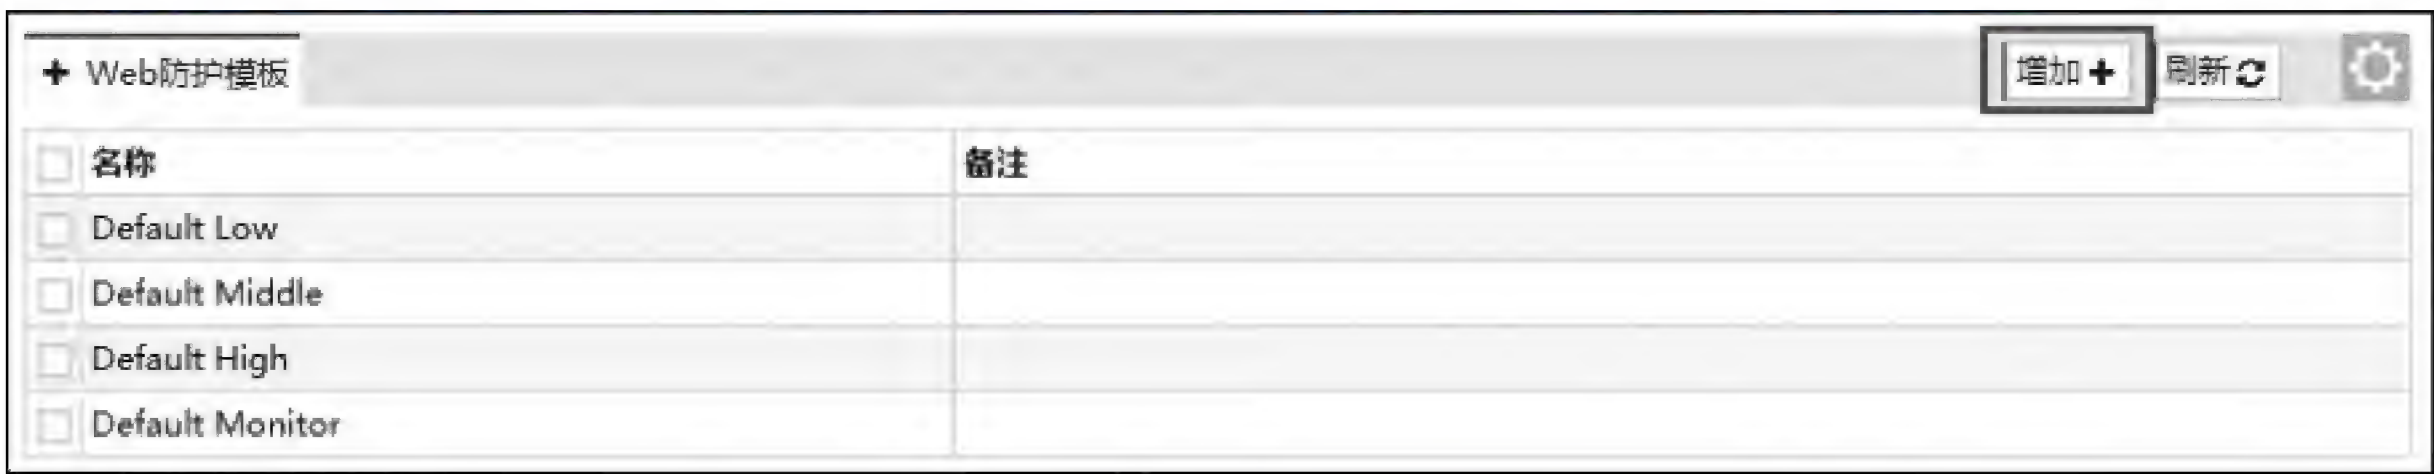 + Web防护模板 增加+ 刷新
名称 备注
Default Low
Default Middle
Default High
Default Monitor